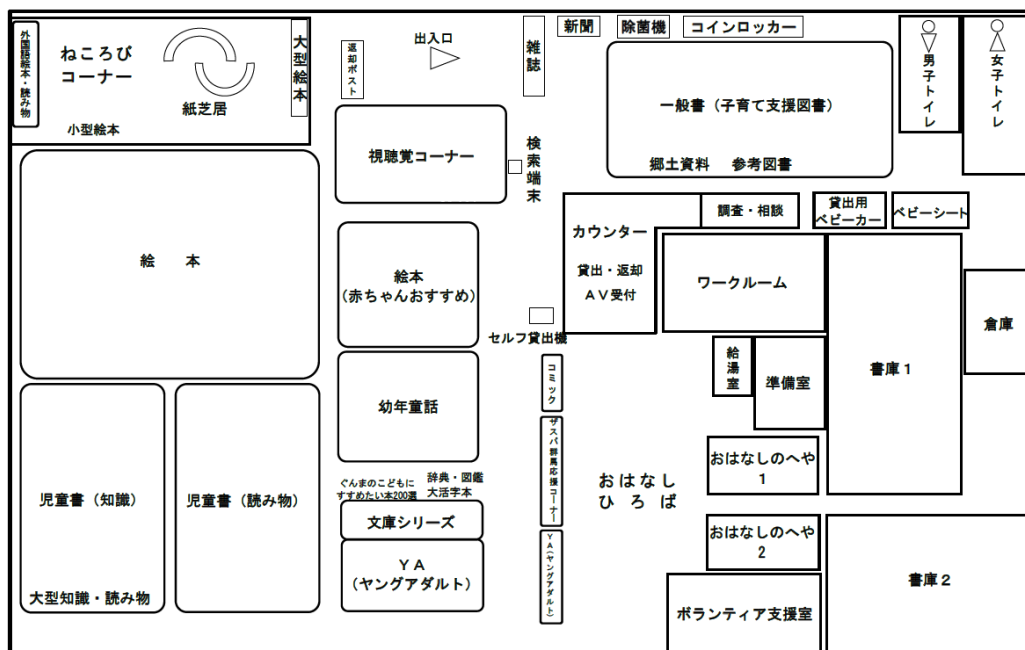 外国語絵本・読み物
ねころび
コーナー
紙芝居
小型絵本
大型絵本
返却ポスト
出入口
雑誌
新聞
除菌機
コインロッカー
一般書（子育て支援図書）
郷土資料　参考図書
男子トイレ
女子トイレ
視聴覚コーナー
検索端末
カウンター
貸出・返却
ＡＶ受付
調査・相談
貸出用
ベビーカー
ベビーシート
絵　本
絵本
（赤ちゃんおすすめ）
ワークルーム
書庫１
倉庫
セルフ貸出機
給湯室
準備室
コミック
幼年童話
ザスパ群馬応援コーナー
おはなし
ひろば
おはなしのへや
1
児童書（知識）
大型知識・読み物
児童書（読み物）
ぐんまのこどもに
すすめたい本200選
辞典・図鑑
大活字本
文庫シリーズ
ＹＡ
（ヤングアダルト）
ＹＡ（ヤングアダルト）
おはなしのへや
2
書庫２
ボランティア支援室